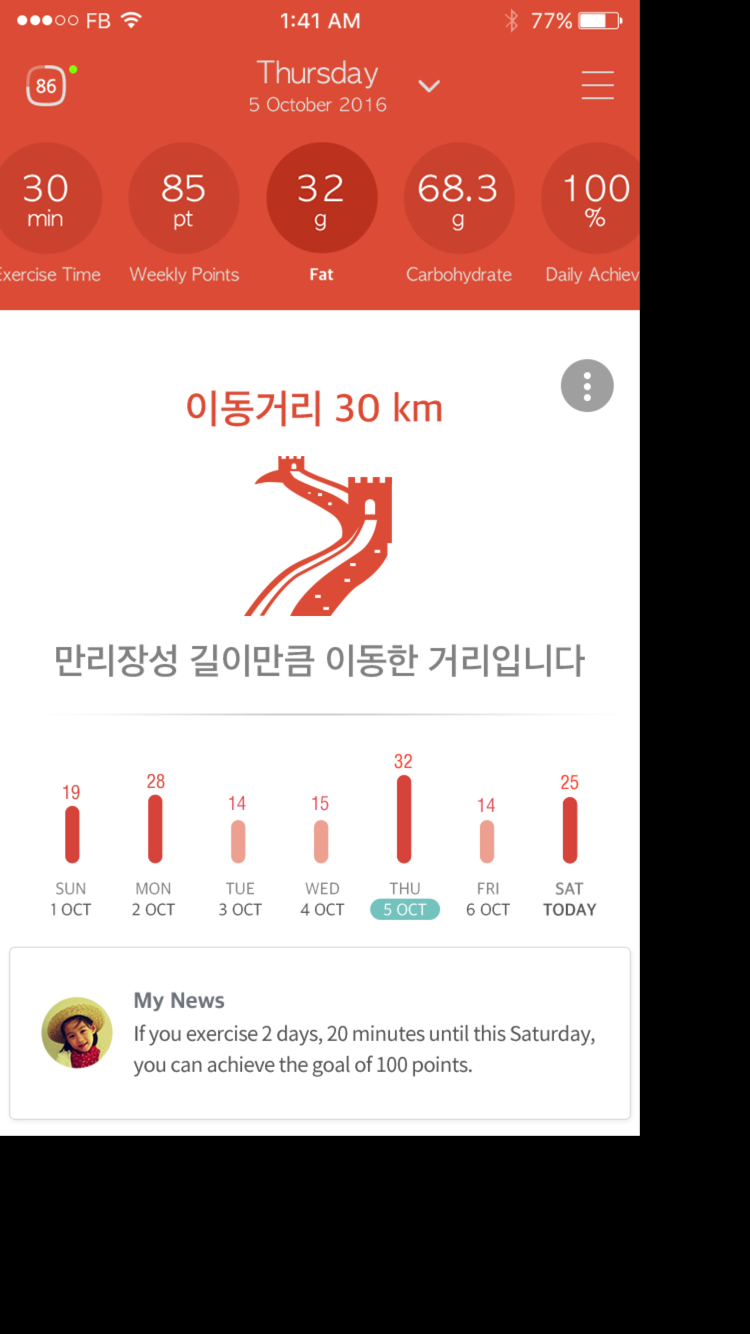 FB 1:41 AM 77%
86
Thursday
5 October 2016
30 85 32 68.3 100
min pt g g %
Exercise Time Weekly Points Fat Carbohydrate Daily Achiev
이동거리 30 km
만리장성 길이만큼 이동한 거리입니다
19 28 14 15 32 14 25
SUN MON TUE WED THU FRI SAT
1 OCT 2 OCT 3 OCT 4 OCT 5 OCT 6 OCT TODAY
My News
If you exercise 2 days, 20 minutes until this Saturday,
you can achieve the goal of 100 points.